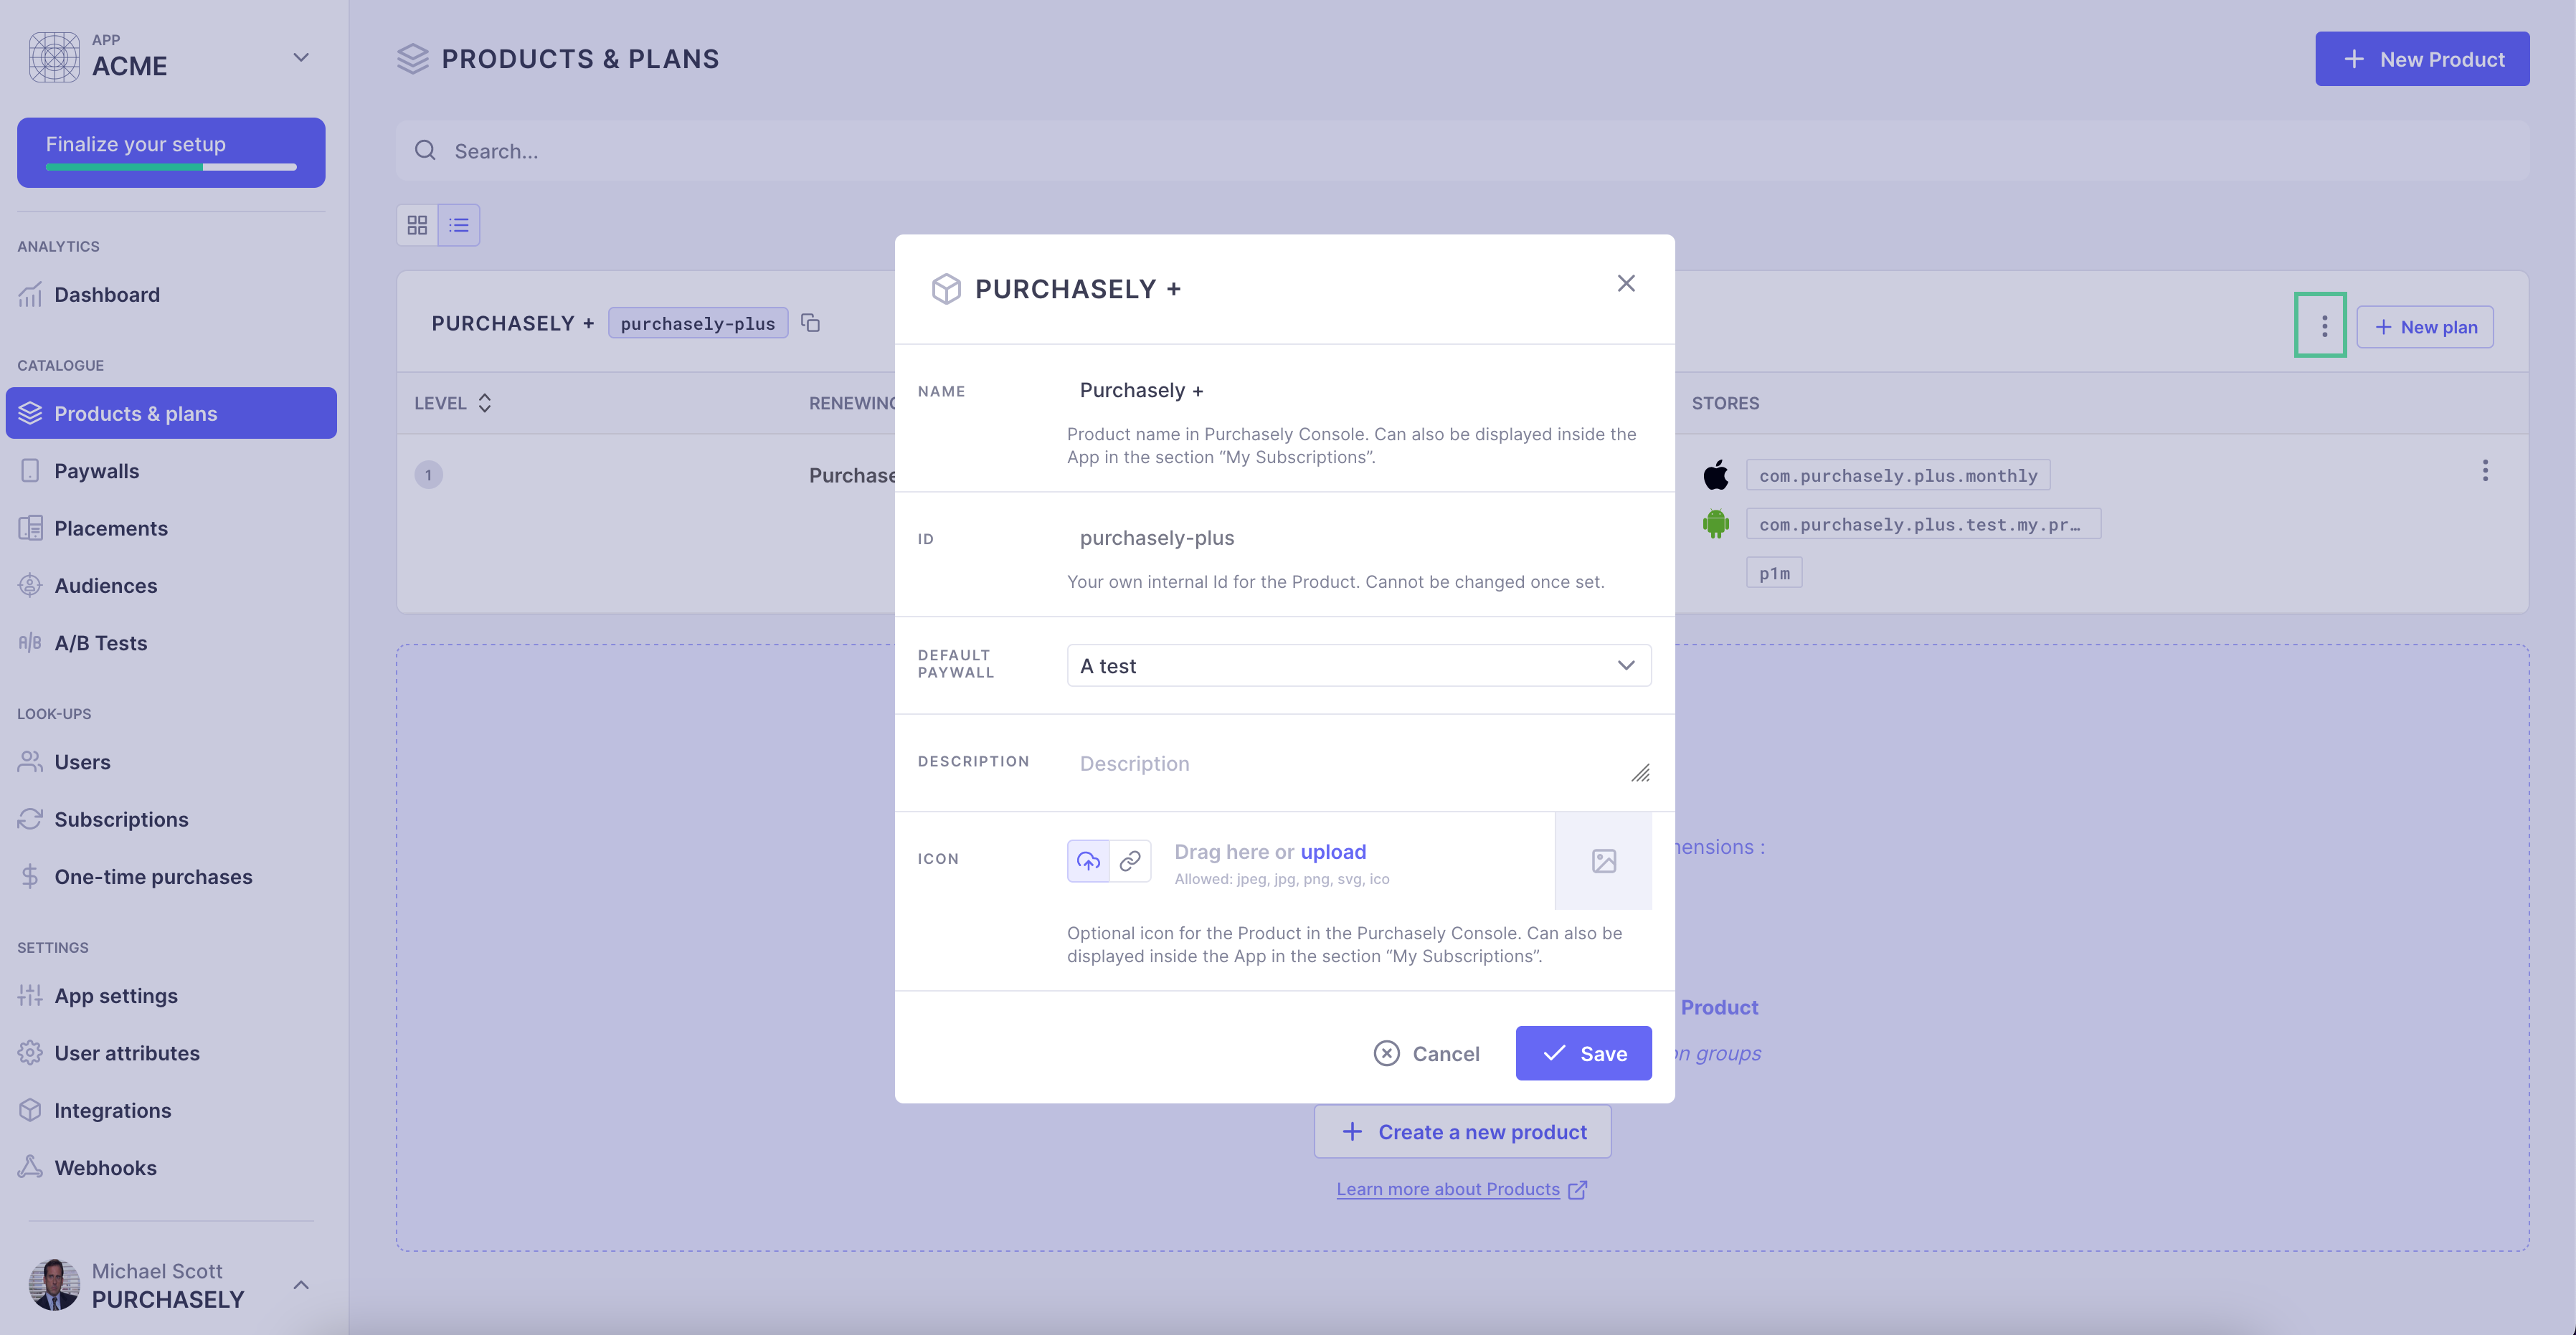 APP
ACME
Finalize your setup
ANALYTICS
Dashboard
CATALOGUE
Products & plans
Paywalls
Placements
Audiences
A/B
A/B Tests
LOOK-UPS
Users
Subscriptions
One-time purchases
SETTINGS
App settings
User attributes
Integrations
Webhooks
Michael Scott
PURCHASELY
PRODUCTS & PLANS
New Product
Search...
PURCHASELY +
purchasely-plus
New plan
LEVEL
STORES
1
com.purchasely.plus.monthly
com.purchasely.plus.test.my.pr…
p1m
PURCHASELY +
NAME
Purchasely +
Product name in Purchasely Console. Can also be displayed inside the
App in the section “My Subscriptions”.
ID
purchasely-plus
Your own internal Id for the Product. Cannot be changed once set.
DEFAULT
PAYWALL
A test
DESCRIPTION
Description
ICON
Drag here or upload
Allowed: jpeg, jpg, png, svg, ico
Optional icon for the Product in the Purchasely Console. Can also be
displayed inside the App in the section “My Subscriptions”.
Cancel
Save
Product
groups
Create a new product
Learn more about Products